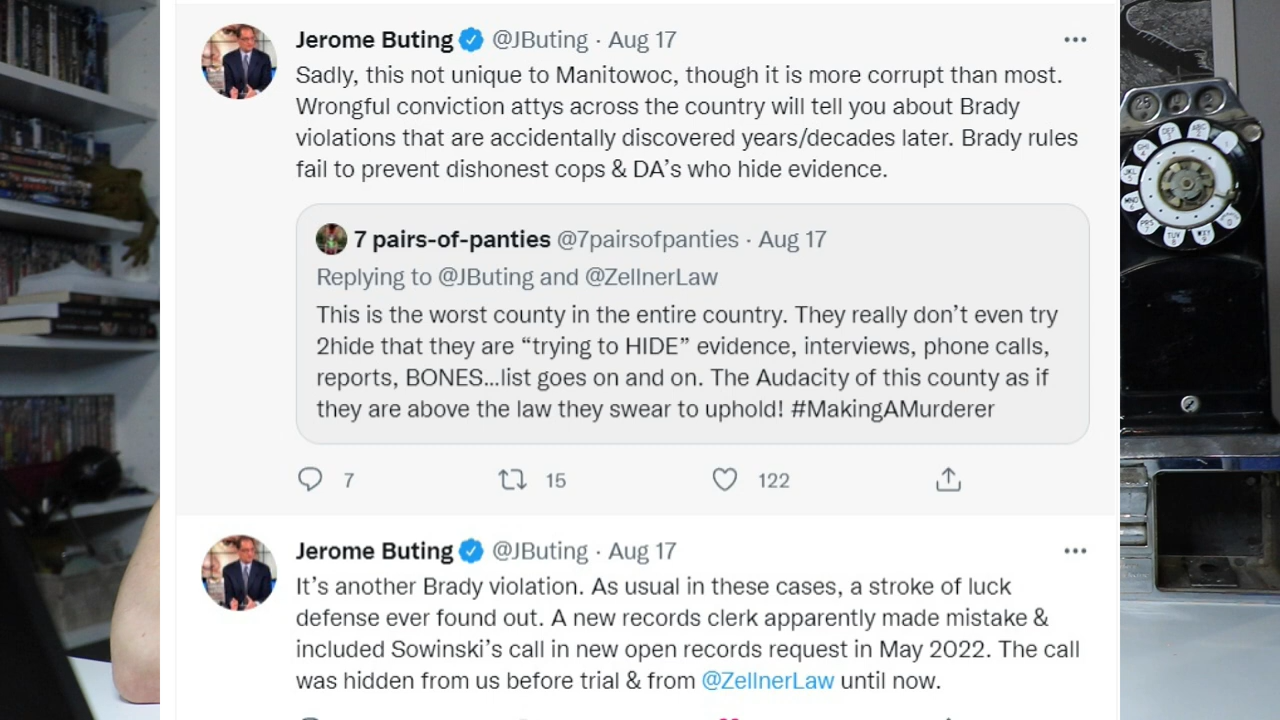 Jerome Buting @JButing · Aug 17
Sadly, this not unique to Manitowoc, though it is more corrupt than most.
Wrongful conviction attys across the country will tell you about Brady
violations that are accidentally discovered years/decades later. Brady rules
fail to prevent dishonest cops & DA’s who hide evidence.
7 pairs-of-panties @7pairsofpanties · Aug 17
Replying to @JButing and @ZellnerLaw
This is the worst county in the entire country. They really don’t even try
2hide that they are “trying to HIDE” evidence, interviews, phone calls,
reports, BONES...list goes on and on. The Audacity of this county as if
they are above the law they swear to uphold! #MakingAMurderer
7 15 122
Jerome Buting @JButing · Aug 17
It’s another Brady violation. As usual in these cases, a stroke of luck
defense ever found out. A new records clerk apparently made mistake &
included Sowinski’s call in new open records request in May 2022. The call
was hidden from us before trial & from @ZellnerLaw until now.
25 10 2